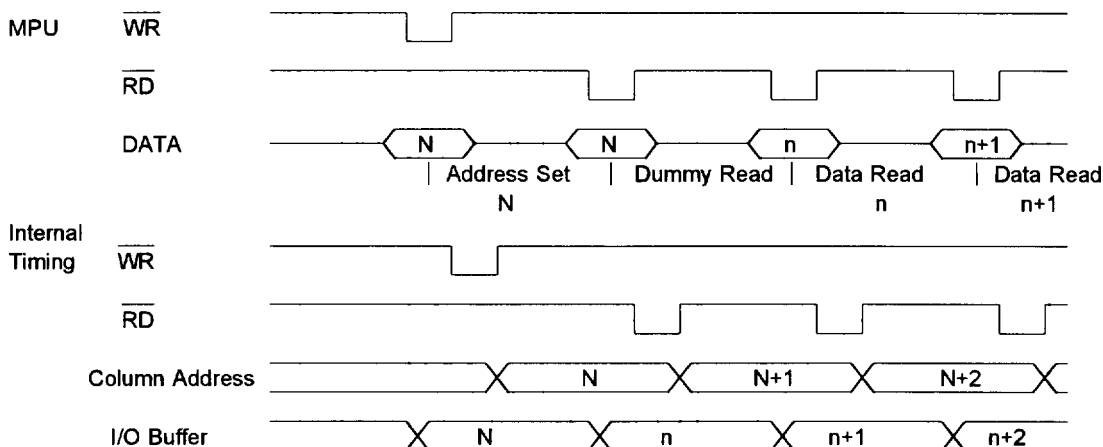 MPU WR
RD
DATA N N n n+1
Address Set Dummy Read Data Read Data Read
N n n+1
Internal
Timing WR
RD
Column Address N N+1 N+2
I/O Buffer N n n+1 n+2